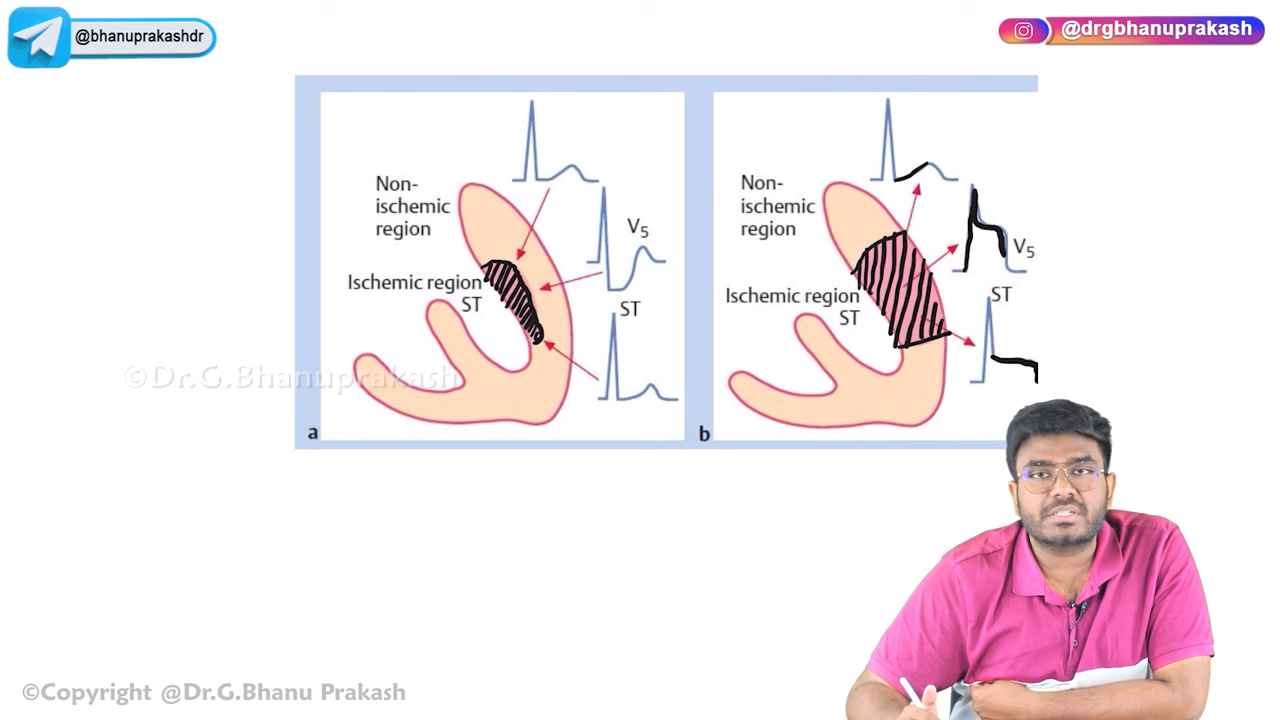 @bhanuprakashdr
@drgbhanuprakash
Non-
ischemic
region
V5
Ischemic region
ST
ST
a
Non-
ischemic
region
V5
Ischemic region
ST
ST
b
©Dr.G.Bhanuprakash
©Copyright @Dr.G.Bhanu Prakash